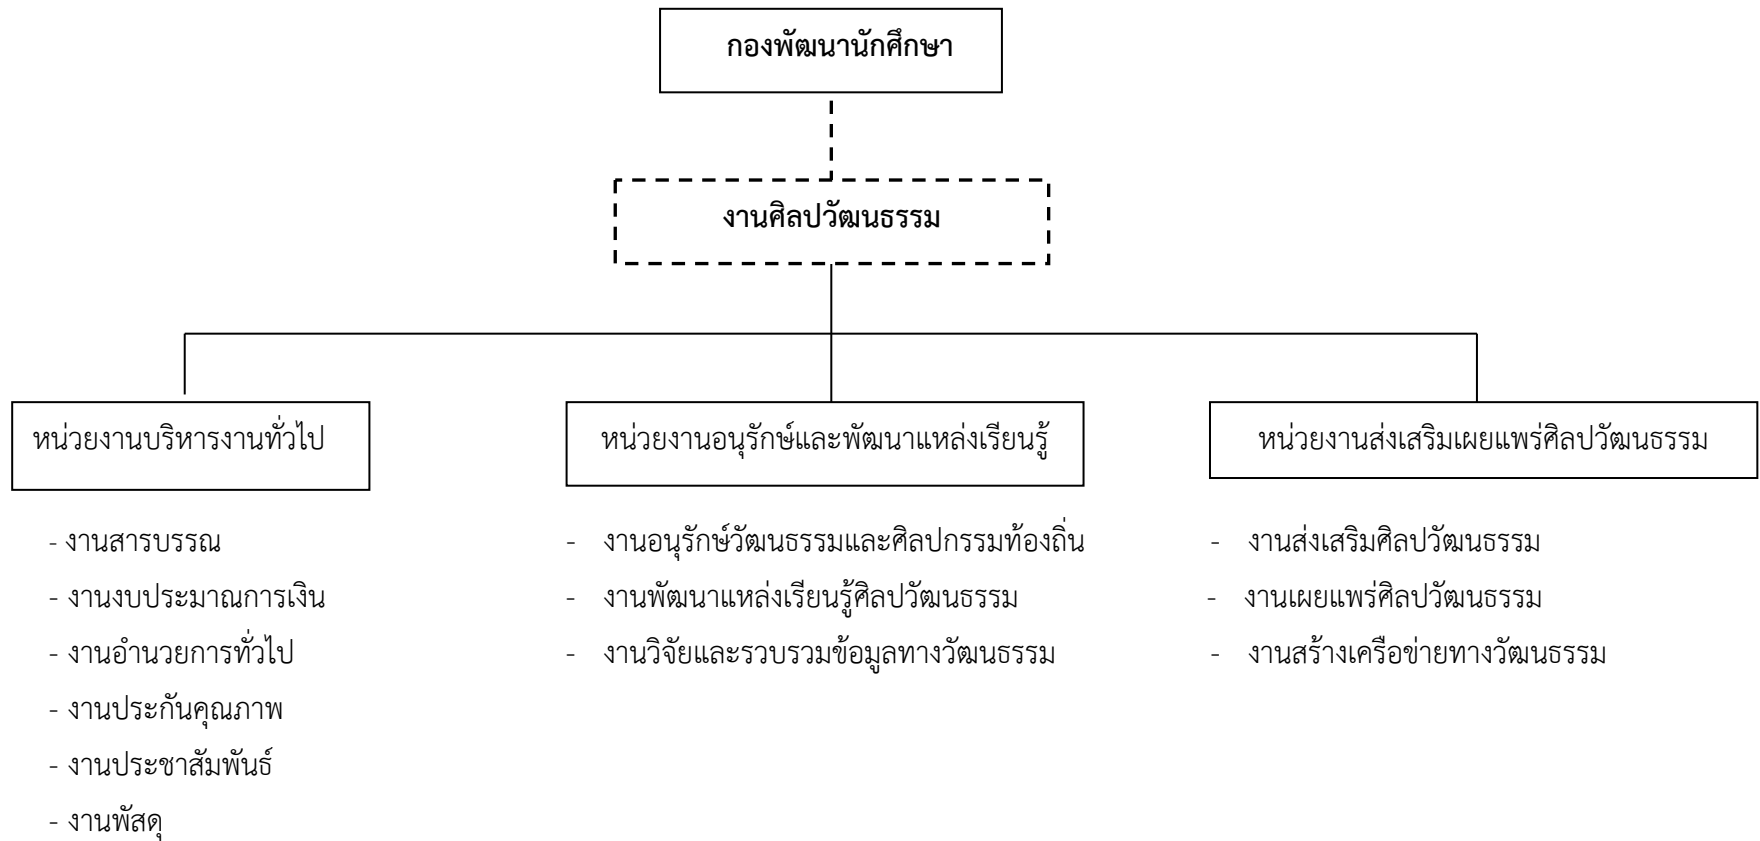 กองพัฒนานักศึกษา
งานศิลปวัฒนธรรม
หน่วยงานบริหารงานทั่วไป
- งานสารบรรณ
- งานงบประมาณการเงิน
- งานอำนวยการทั่วไป
- งานประกันคุณภาพ
- งานประชาสัมพันธ์
- งานพัสดุ
หน่วยงานอนุรักษ์และพัฒนาแหล่งเรียนรู้
- งานอนุรักษ์วัฒนธรรมและศิลปกรรมท้องถิ่น
- งานพัฒนาแหล่งเรียนรู้ศิลปวัฒนธรรม
- งานวิจัยและรวบรวมข้อมูลทางวัฒนธรรม
หน่วยงานส่งเสริมเผยแพร่ศิลปวัฒนธรรม
- งานส่งเสริมศิลปวัฒนธรรม
- งานเผยแพร่ศิลปวัฒนธรรม
- งานสร้างเครือข่ายทางวัฒนธรรม